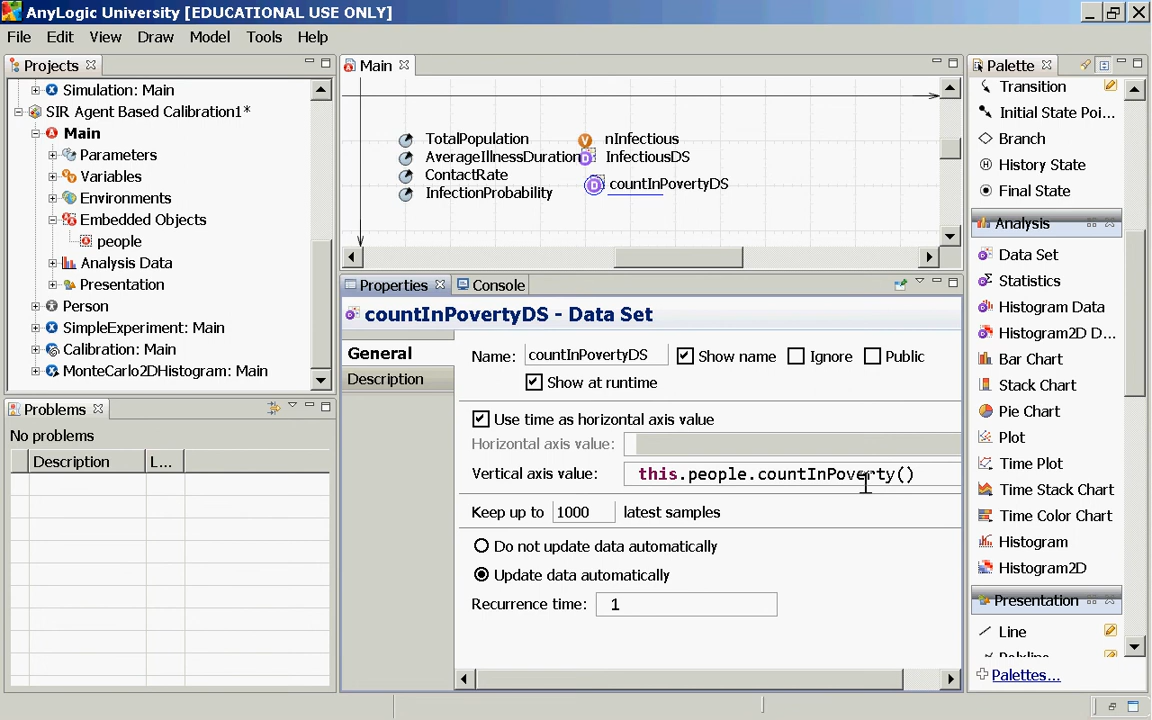 AnyLogic University [EDUCATIONAL USE ONLY]
File Edit View Draw Model Tools Help
Projects
Simulation: Main
SIR Agent Based Calibration1*
Main
Parameters
Variables
Environments
Embedded Objects
people
Analysis Data
Presentation
Person
SimpleExperiment: Main
Calibration: Main
MonteCarlo2DHistogram: Main
Problems
No problems
Description L...
Main
TotalPopulation
AverageIllnessDuration
ContactRate
InfectionProbability
nInfectious
InfectiousDS
countInPovertyDS
Properties Console
countInPovertyDS - Data Set
General
Description
Name: countInPovertyDS Show name Ignore Public
Show at runtime
Use time as horizontal axis value
Horizontal axis value:
Vertical axis value: this.people.countInPoverty()
Keep up to 1000 latest samples
Do not update data automatically
Update data automatically
Recurrence time: 1
Palette
Transition
Initial State Poi...
Branch
History State
Final State
Analysis
Data Set
Statistics
Histogram Data
Histogram2D D...
Bar Chart
Stack Chart
Pie Chart
Plot
Time Plot
Time Stack Chart
Time Color Chart
Histogram
Histogram2D
Presentation
Line
Palettes...